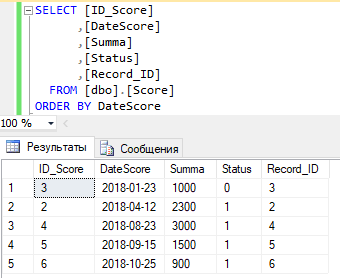 SELECT [ID_Score]
,[DateScore]
,[Summa]
,[Status]
,[Record_ID]
FROM [dbo].[Score]
ORDER BY DateScore
100 %
Результаты Сообщения
ID_Score DateScore Summa Status Record_ID
1 3 2018-01-23 1000 0 3
2 2 2018-04-12 2300 1 2
3 4 2018-08-23 3000 1 4
4 5 2018-09-15 1500 1 5
5 6 2018-10-25 900 1 6